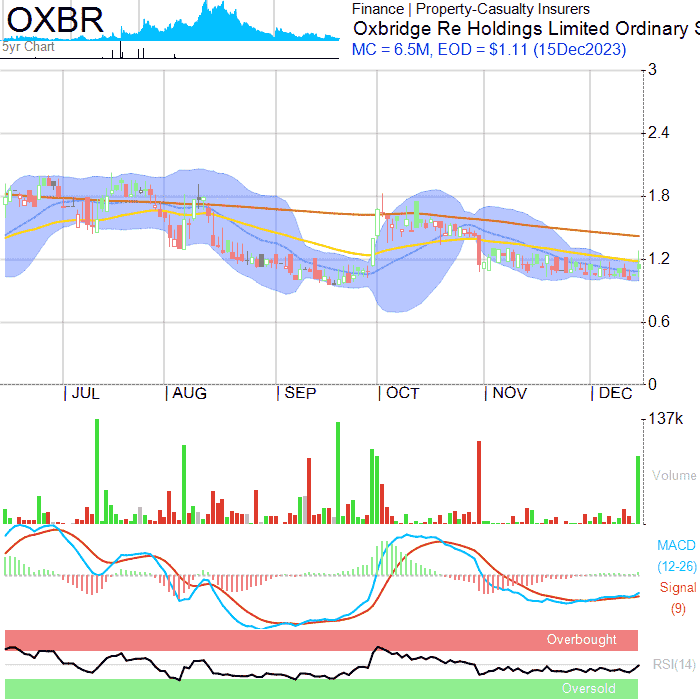 OXBR
5yr Chart
Finance | Property-Casualty Insurers
Oxbridge Re Holdings Limited Ordinary S
MC = 6.5M, EOD = $1.11 (15Dec2023)
3
2.4
1.8
1.2
0.6
0
JUL AUG SEP OCT NOV DEC
137k
Volume
MACD
(12-26)
Signal
(9)
Overbought
RSI(14)
Oversold